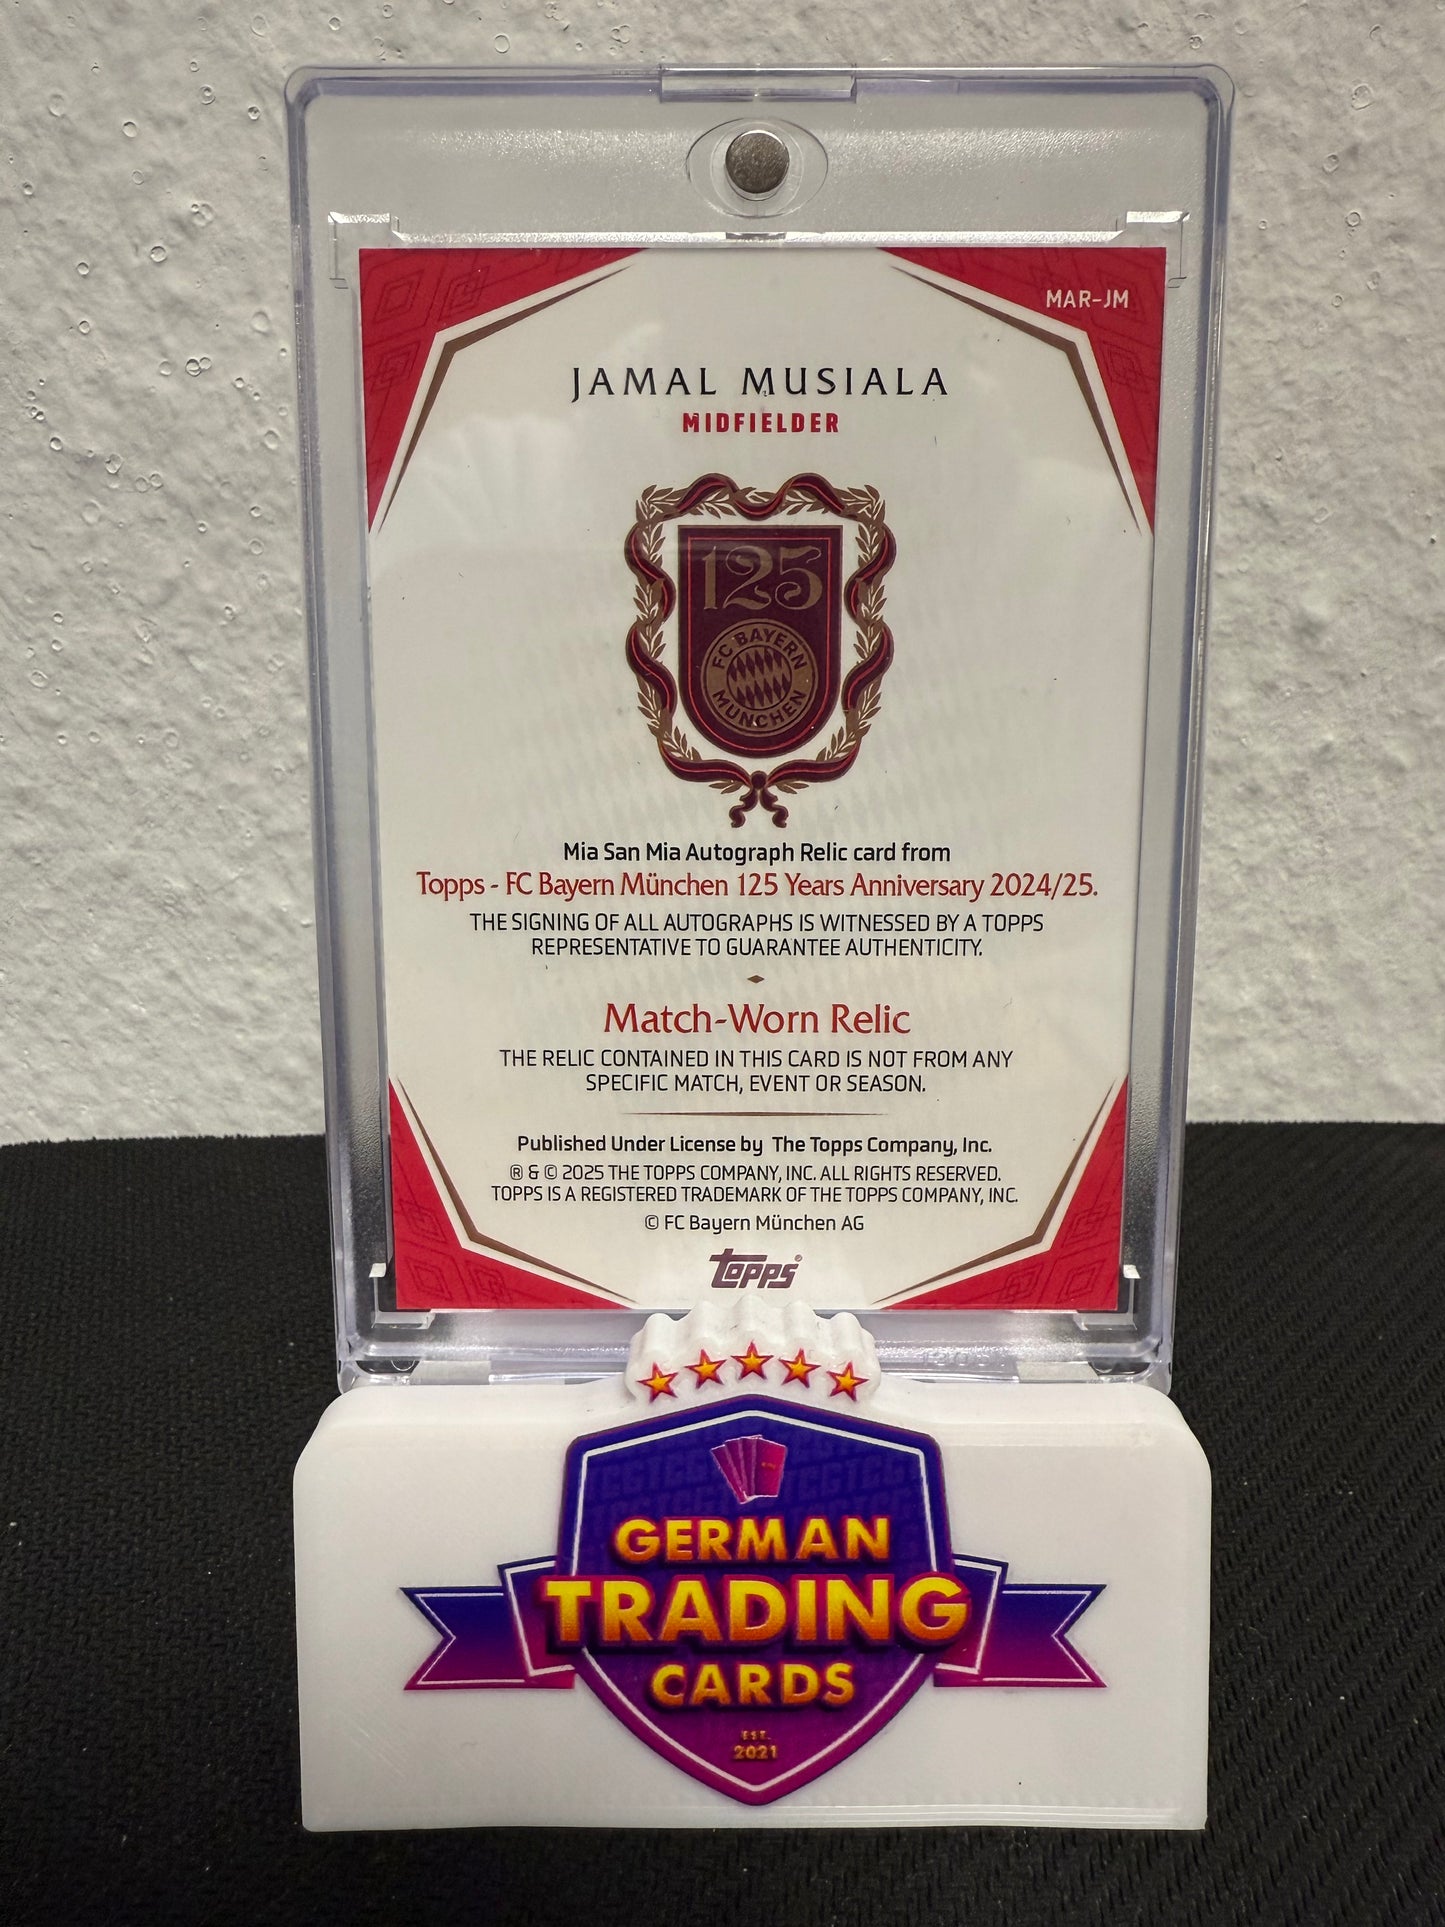 MAR-JM
JAMAL MUSIALA
MIDFIELDER
125
FC BAYERN
MÜNCHEN
Mia San Mia Autograph Relic card from
Topps - FC Bayern München 125 Years Anniversary 2024/25.
THE SIGNING OF ALL AUTOGRAPHS IS WITNESSED BY A TOPPS
REPRESENTATIVE TO GUARANTEE AUTHENTICITY.
Match-Worn Relic
THE RELIC CONTAINED IN THIS CARD IS NOT FROM ANY
SPECIFIC MATCH, EVENT OR SEASON.
Published Under License by The Topps Company, Inc.
® & © 2025 THE TOPPS COMPANY, INC. ALL RIGHTS RESERVED.
TOPPS IS A REGISTERED TRADEMARK OF THE TOPPS COMPANY, INC.
© FC Bayern München AG
topps®
GERMAN
TRADING
CARDS
EST.
2021